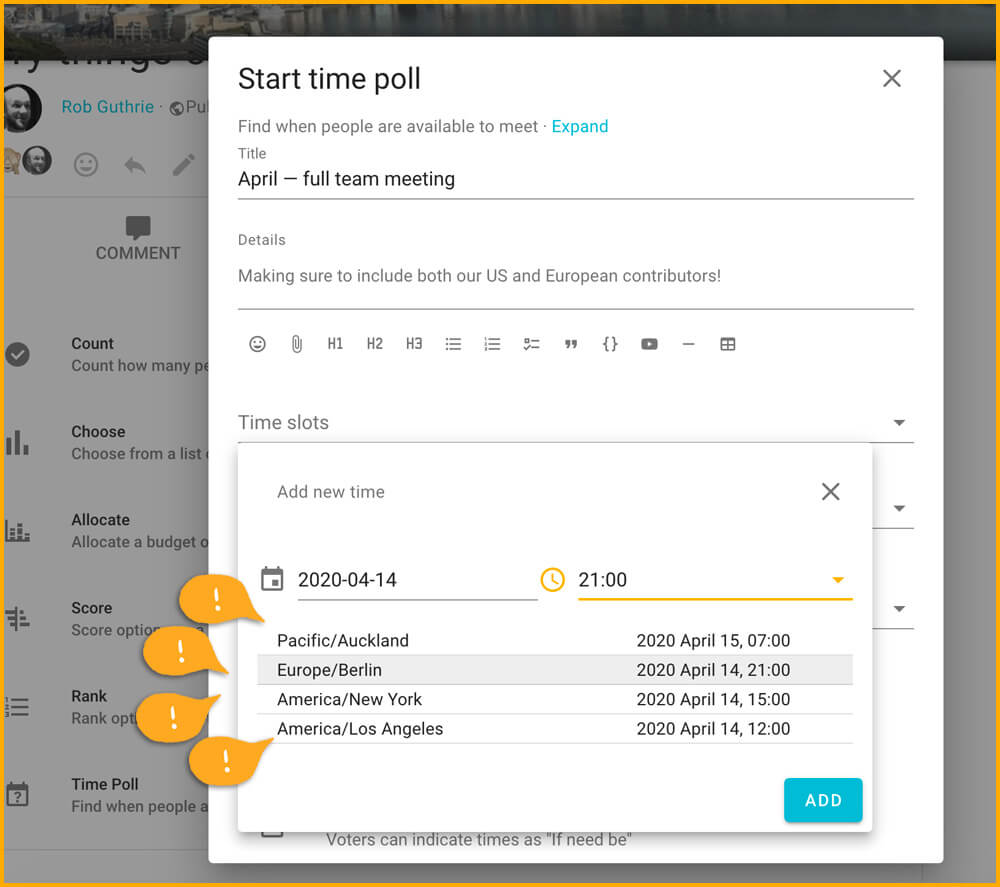 ry things
Rob Guthrie · Pu
COMMENT
Count
Count how many pe
Choose
Choose from a list o
Allocate
Allocate a budget o
Score
Score optio
Rank
Rank opt
Time Poll
Find when people a
Start time poll
Find when people are available to meet · Expand
Title
April — full team meeting
Details
Making sure to include both our US and European contributors!
H1 H2 H3
Time slots
Add new time
2020-04-14 21:00
Pacific/Auckland 2020 April 15, 07:00
Europe/Berlin 2020 April 14, 21:00
America/New York 2020 April 14, 15:00
America/Los Angeles 2020 April 14, 12:00
!
!
!
!
ADD
Voters can indicate times as "If need be"